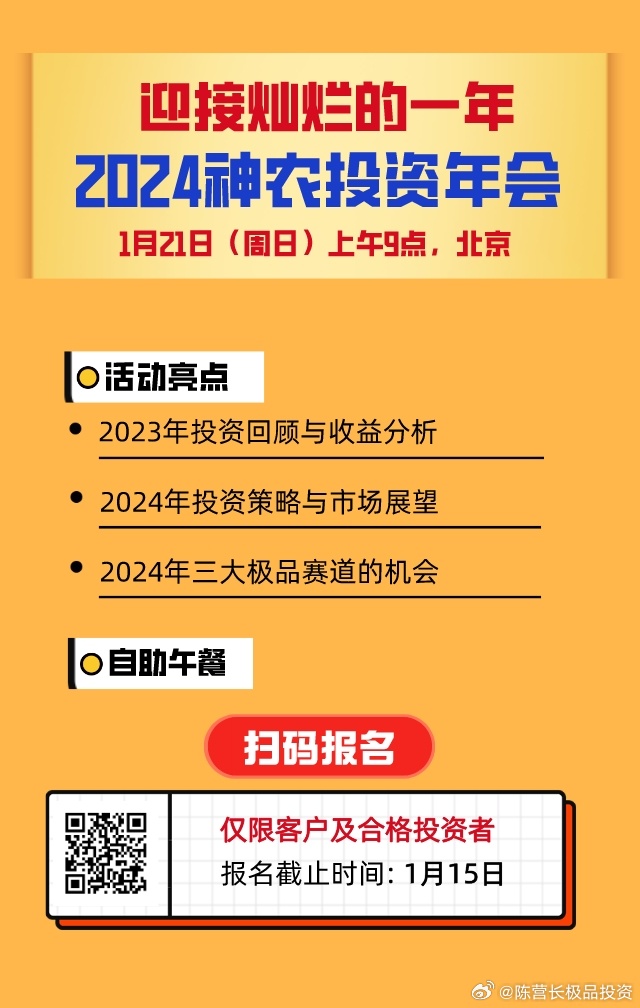 迎接灿烂的一年
2024神农投资年会
1月21日（周日）上午9点，北京
活动亮点
• 2023年投资回顾与收益分析
• 2024年投资策略与市场展望
• 2024年三大极品赛道的机会
自助午餐
扫码报名
仅限客户及合格投资者
报名截止时间：1月15日
@陈营长极品投资